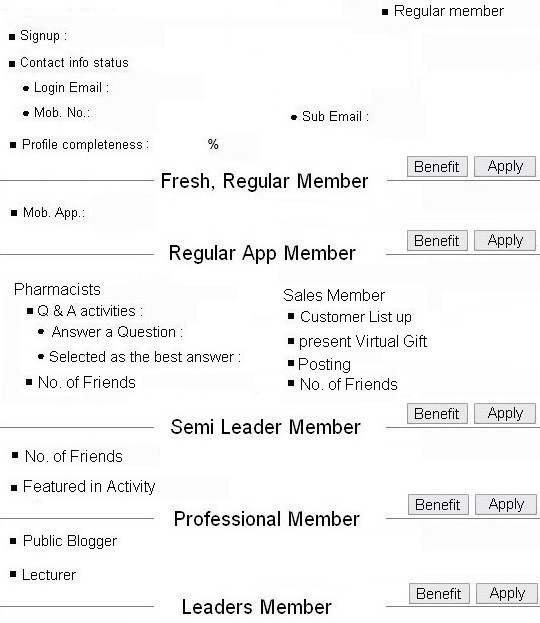 ▪ Regular member
▪ Signup :
▪ Contact info status
• Login Email :
• Mob. No.: • Sub Email :
▪ Profile completeness : %
Benefit Apply
Fresh, Regular Member
▪ Mob. App.:
Benefit Apply
Regular App Member
Pharmacists
▪ Q & A activities :
• Answer a Question :
• Selected as the best answer :
▪ No. of Friends
Sales Member
▪ Customer List up
▪ present Virtual Gift
▪ Posting
▪ No. of Friends
Benefit Apply
Semi Leader Member
▪ No. of Friends
▪ Featured in Activity
Benefit Apply
Professional Member
▪ Public Blogger
▪ Lecturer
Benefit Apply
Leaders Member